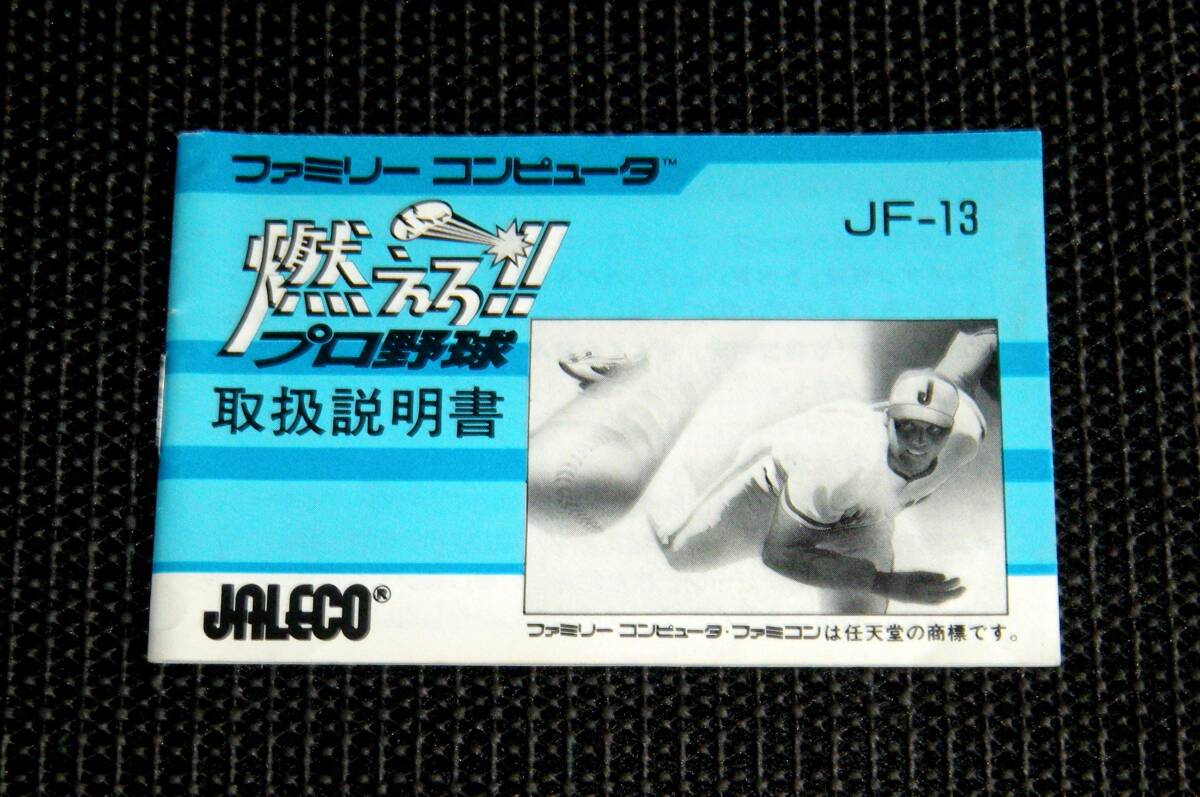 ファミリー コンピュータ™
JF-13
燃えろ!!
プロ野球
取扱説明書
J
JALECO®
ファミリー コンピュータ・ファミコンは任天堂の商標です。